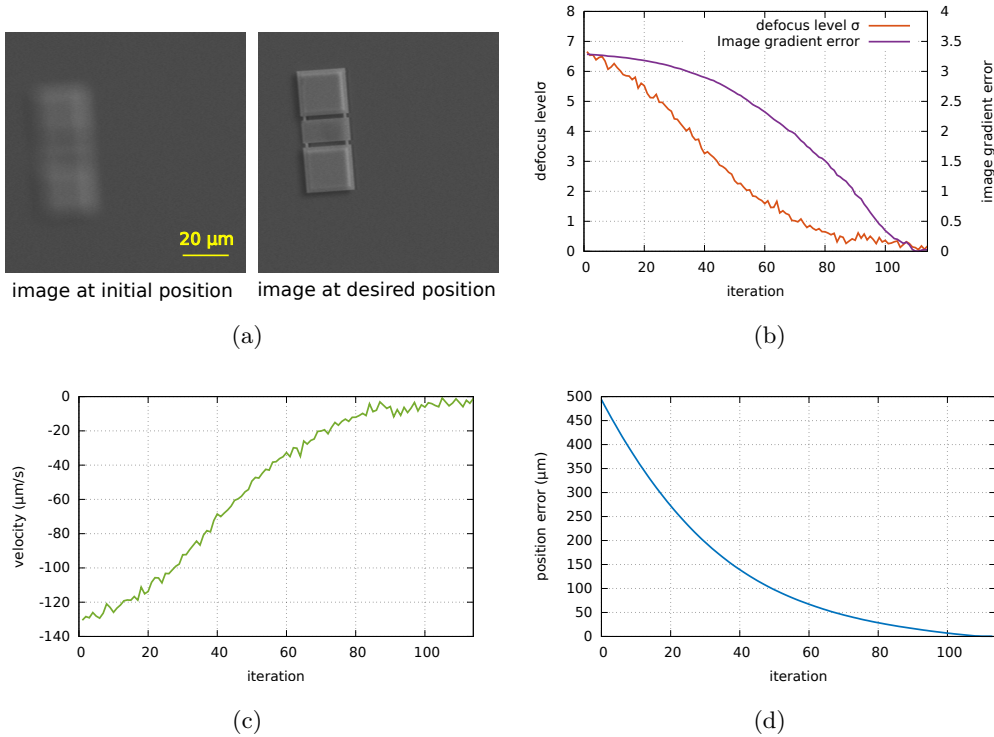 20 µm
image at initial position
image at desired position
(a)
8
7
6
5
4
3
2
1
0
defocus levelσ
4
3.5
3
2.5
2
1.5
1
0.5
0
image gradient error
defocus level σ
Image gradient error
0 20 40 60 80 100
iteration
(b)
0
-20
-40
-60
-80
-100
-120
-140
velocity (µm/s)
0 20 40 60 80 100
iteration
(c)
500
450
400
350
300
250
200
150
100
50
0
position error (µm)
0 20 40 60 80 100
iteration
(d)